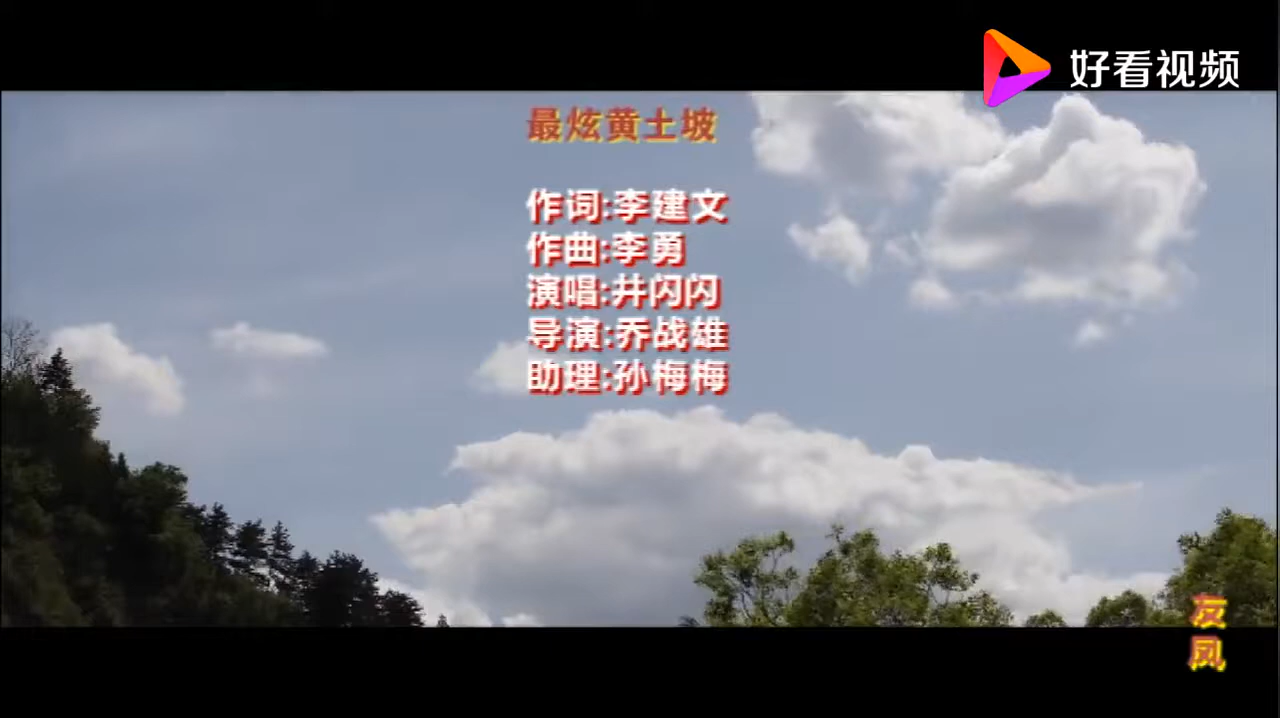 好看视频
最炫黄土坡
作词:李建文
作曲:李勇
演唱:井闪闪
导演:乔战雄
助理:孙梅梅
友
凤